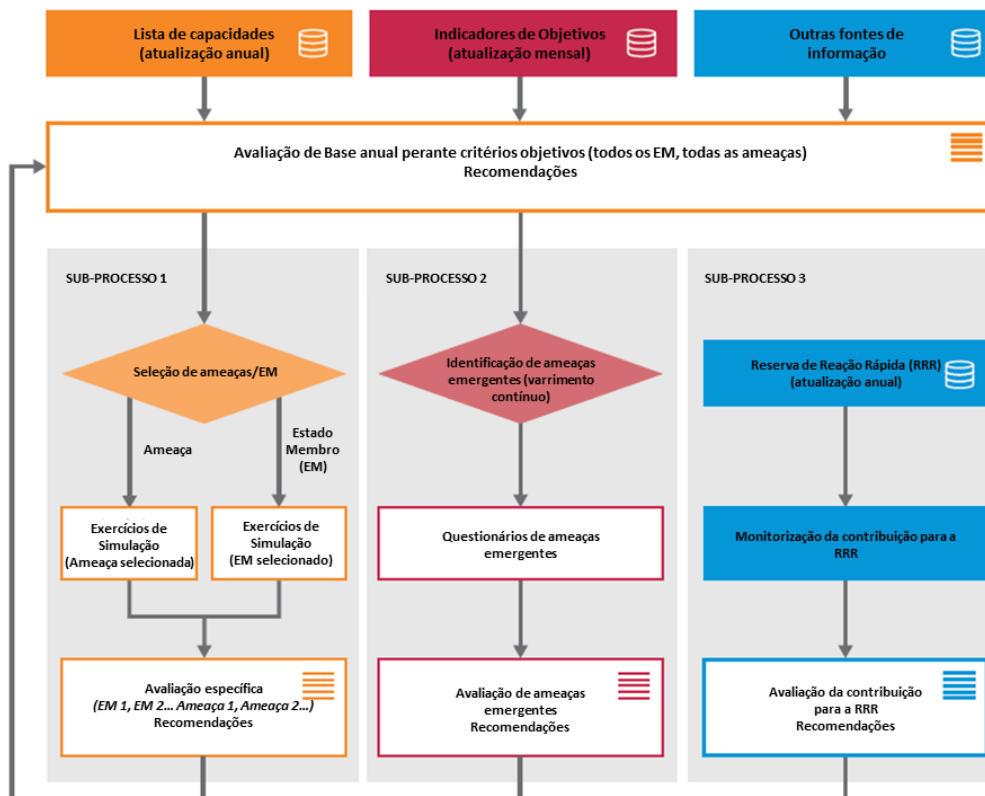 Lista de capacidades
(atualização anual)
Indicadores de Objetivos
(atualização mensal)
Outras fontes de
informação
Avaliação de Base anual perante critérios objetivos (todos os EM, todas as ameaças)
Recomendações
SUB-PROCESSO 1
Seleção de ameaças/EM
Ameaça
Estado
Membro
(EM)
Exercícios de
Simulação
(Ameaça selecionada)
Exercícios de
Simulação
(EM selecionado)
Avaliação específica
(EM 1, EM 2... Ameaça 1, Ameaça 2...)
Recomendações
SUB-PROCESSO 2
Identificação de ameaças
emergentes (varrimento
contínuo)
Questionários de ameaças
emergentes
Avaliação de ameaças
emergentes
Recomendações
SUB-PROCESSO 3
Reserva de Reação Rápida (RRR)
(atualização anual)
Monitorização da contribuição para a
RRR
Avaliação da contribuição
para a RRR
Recomendações